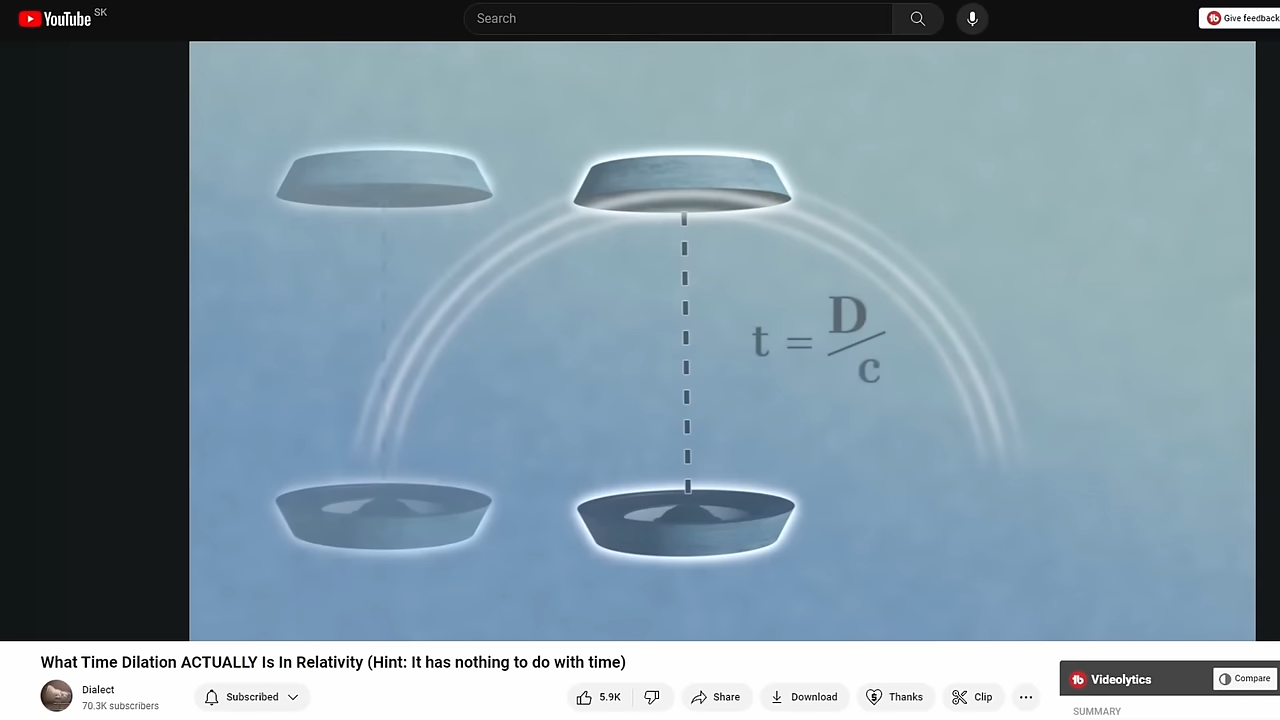 YouTube SK
Search
Give feedback
t = D/c
What Time Dilation ACTUALLY Is In Relativity (Hint: It has nothing to do with time)
Dialect
70.3K subscribers
Subscribed
5.9K
Share
Download
Thanks
Clip
Videolytics
Compare
SUMMARY